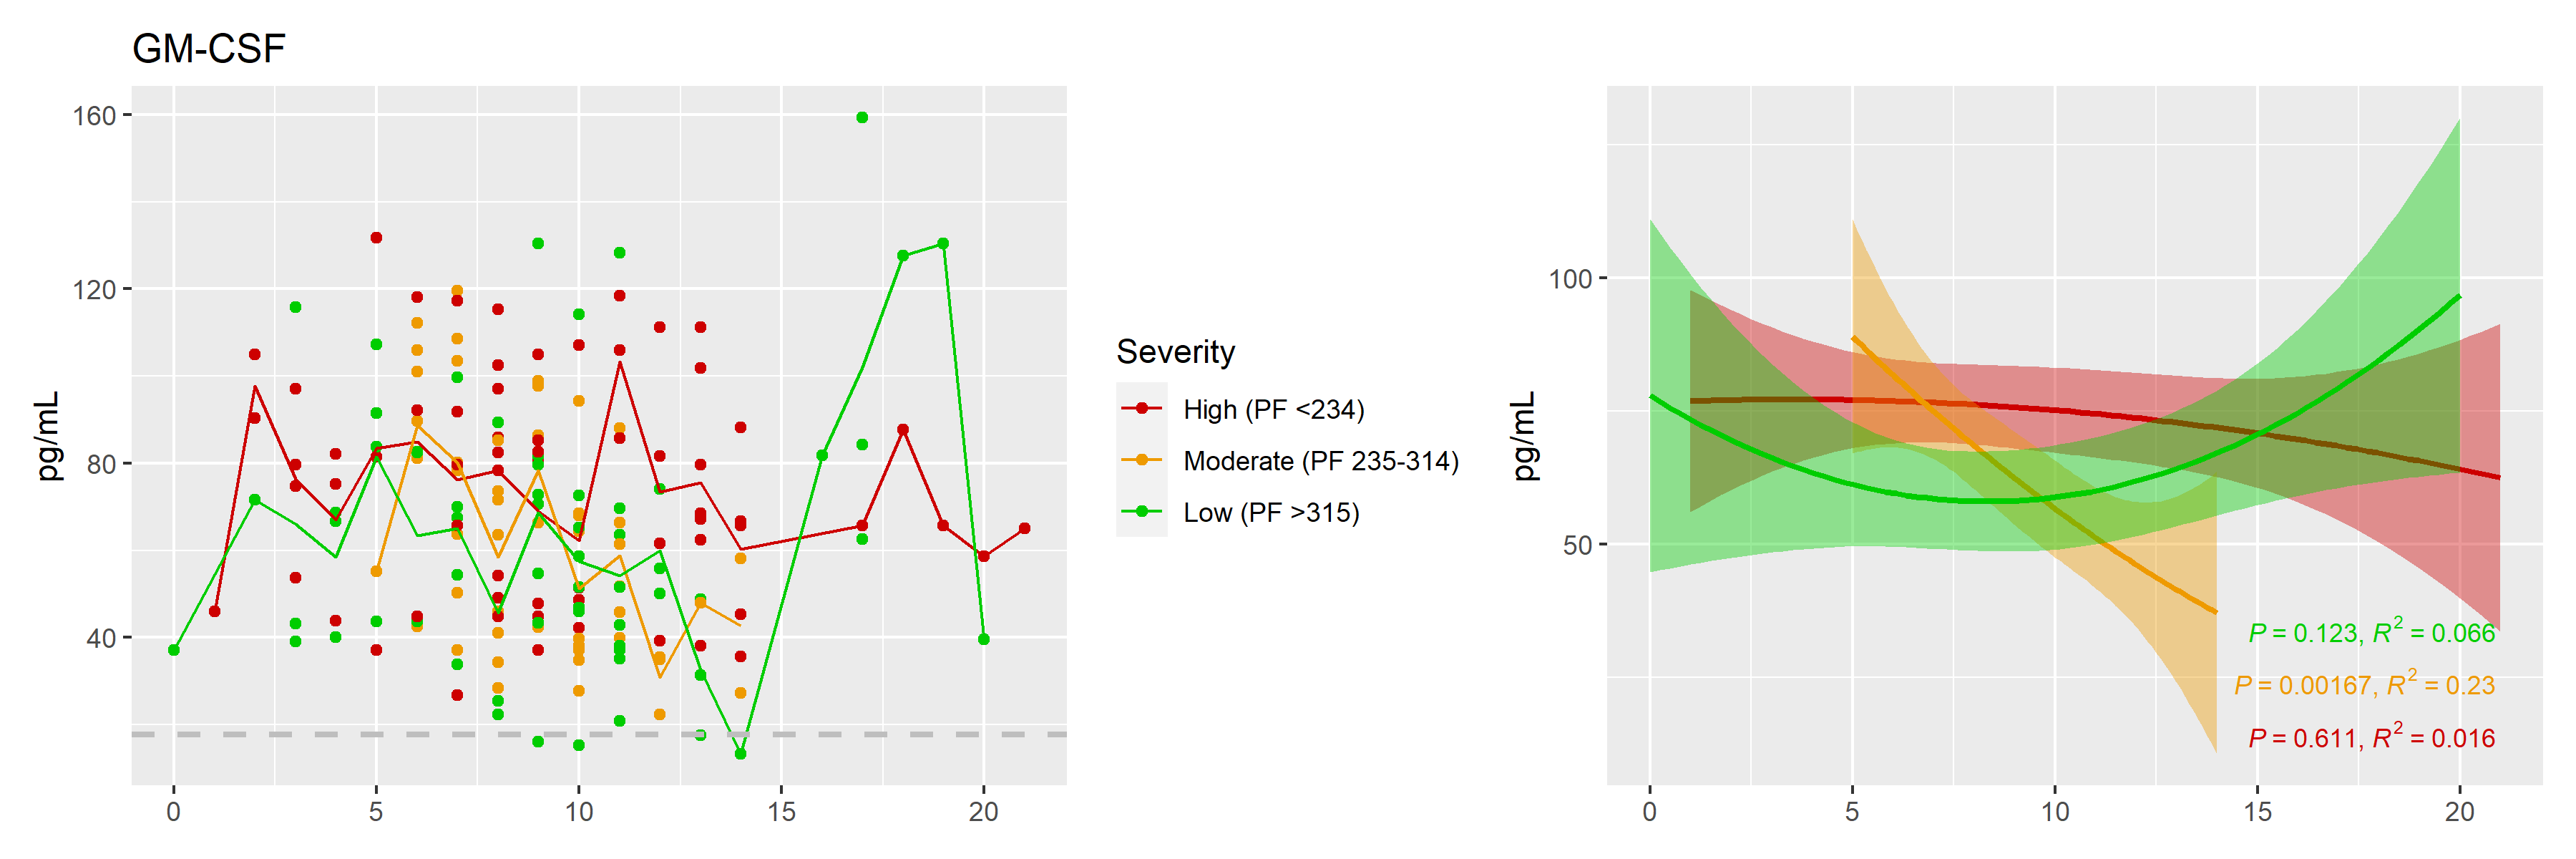 GM-CSF
pg/mL
160
120
80
40
0 5 10 15 20
Severity
High (PF <234)
Moderate (PF 235-314)
Low (PF >315)
pg/mL
100
50
P = 0.123, R² = 0.066
P = 0.00167, R² = 0.23
P = 0.611, R² = 0.016
0 5 10 15 20